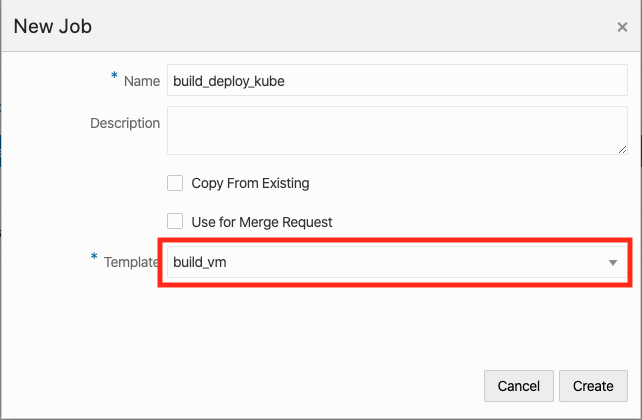 New Job ×
* Name build_deploy_kube
Description
Copy From Existing
Use for Merge Request
* Template build_vm
Cancel Create